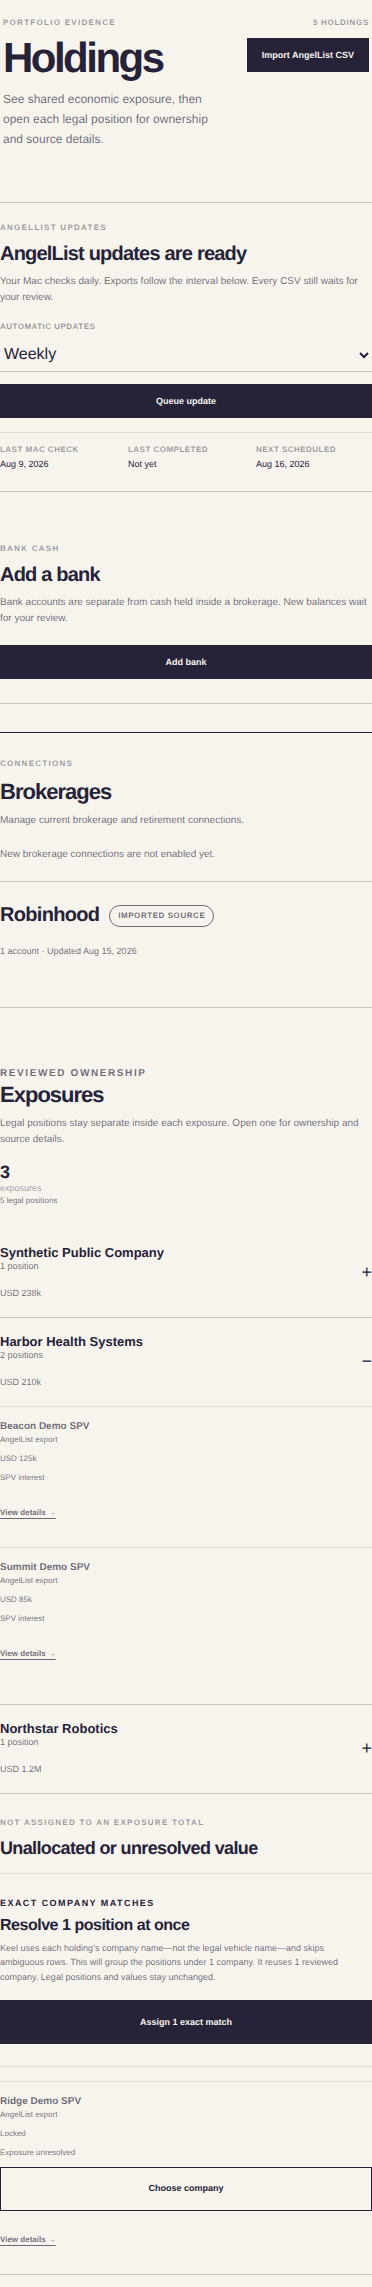 PORTFOLIO EVIDENCE
5 HOLDINGS
Holdings
Import AngelList CSV
See shared economic exposure, then
open each legal position for ownership
and source details.
ANGELLIST UPDATES
AngelList updates are ready
Your Mac checks daily. Exports follow the interval below. Every CSV still waits for
your review.
AUTOMATIC UPDATES
Weekly
Queue update
LAST MAC CHECK
LAST COMPLETED
NEXT SCHEDULED
Aug 9, 2026
Not yet
Aug 16, 2026
BANK CASH
Add a bank
Bank accounts are separate from cash held inside a brokerage. New balances wait
for your review.
Add bank
CONNECTIONS
Brokerages
Manage current brokerage and retirement connections.
New brokerage connections are not enabled yet.
Robinhood
IMPORTED SOURCE
1 account · Updated Aug 15, 2026
REVIEWED OWNERSHIP
Exposures
Legal positions stay separate inside each exposure. Open one for ownership and
source details.
3
exposures
5 legal positions
Synthetic Public Company
1 position
+
USD 238k
Harbor Health Systems
2 positions
−
USD 210k
Beacon Demo SPV
AngelList export
USD 125k
SPV interest
View details →
Summit Demo SPV
AngelList export
USD 85k
SPV interest
View details →
Northstar Robotics
1 position
+
USD 1.2M
NOT ASSIGNED TO AN EXPOSURE TOTAL
Unallocated or unresolved value
EXACT COMPANY MATCHES
Resolve 1 position at once
Keel uses each holding's company name—not the legal vehicle name—and skips
ambiguous rows. This will group the positions under 1 company. It reuses 1 reviewed
company. Legal positions and values stay unchanged.
Assign 1 exact match
Ridge Demo SPV
AngelList export
Locked
Exposure unresolved
Choose company
View details →